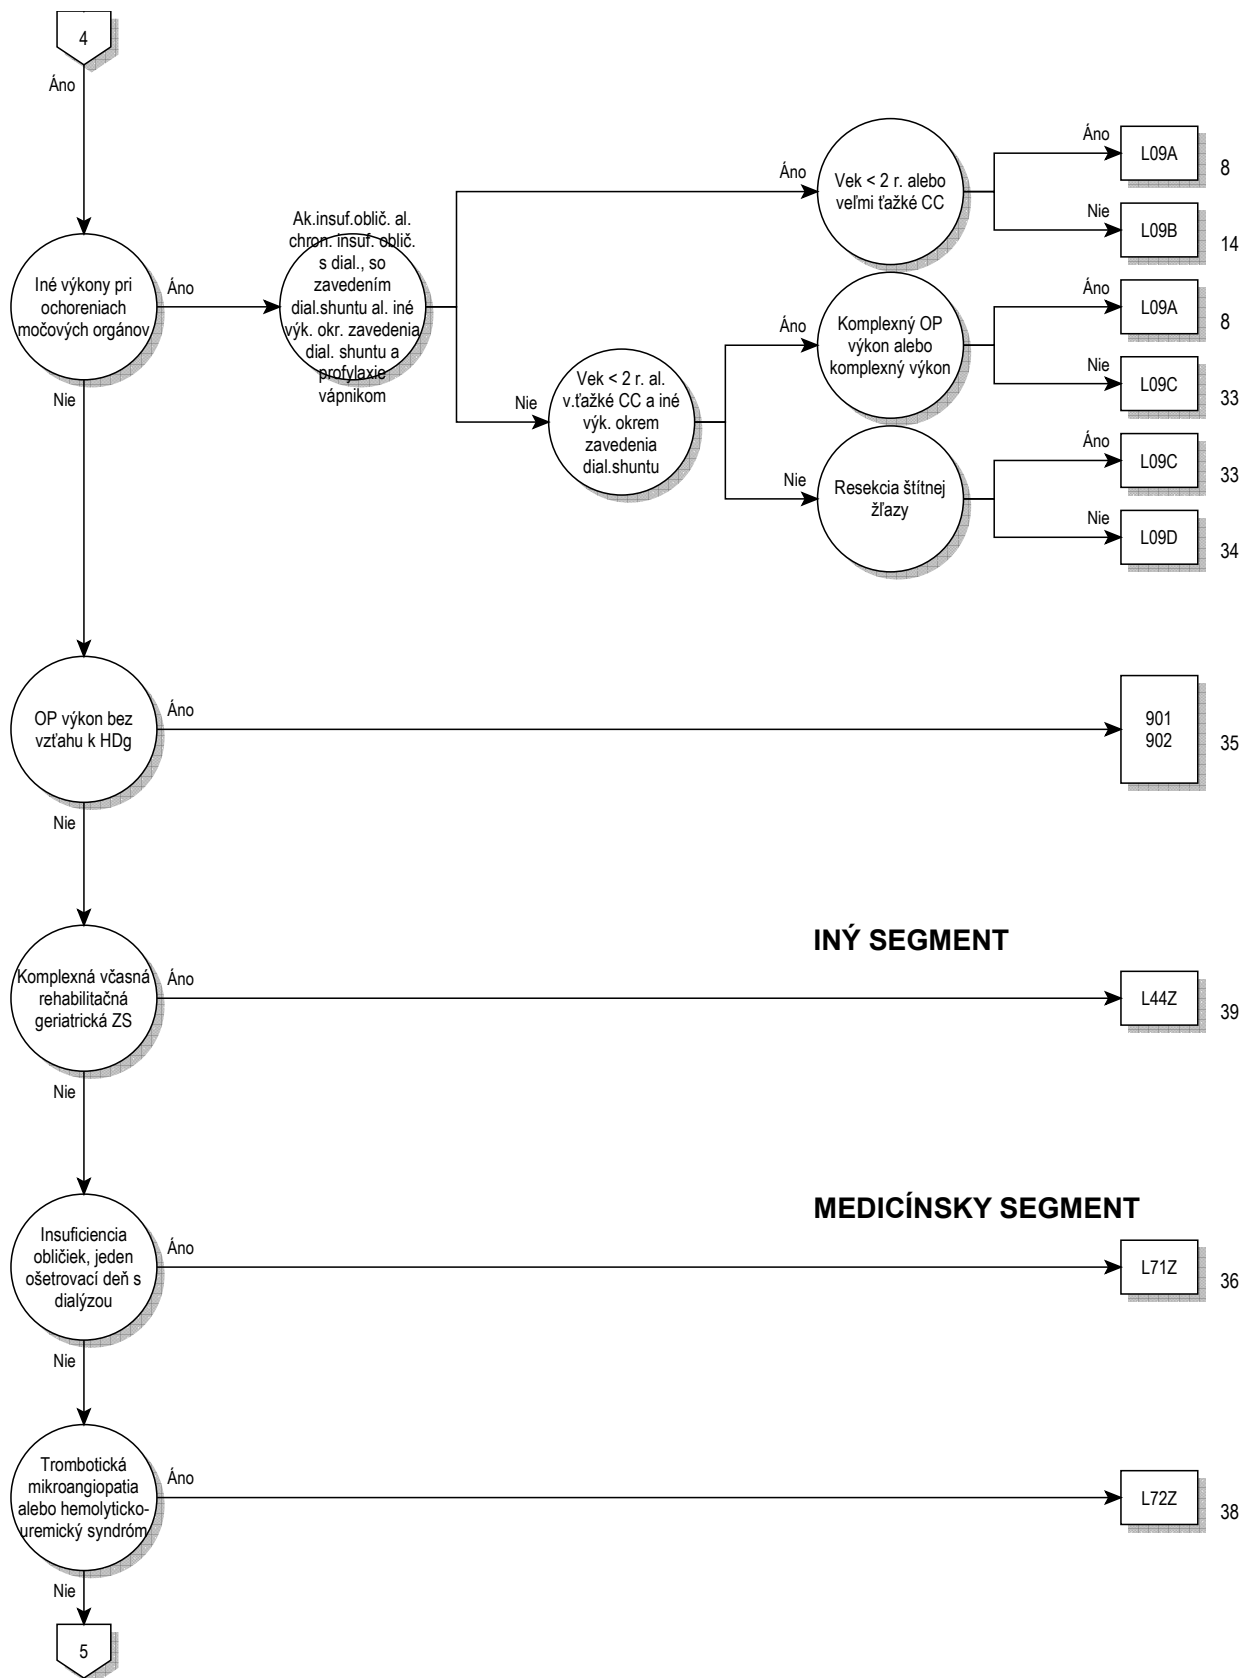 4
Áno
Iné výkony pri
ochoreniach
močových orgánov
Áno
Nie
Ak.insuf.oblič. al.
chron. insuf. oblič.
s dial., so
zavedením
dial.shuntu al. iné
výk. okr. zavedenia
dial. shuntu a
profylaxie
vápnikom
Áno
Vek < 2 r. alebo
veľmi ťažké CC
Áno
L09A
8
Nie
L09B
14
Nie
Vek < 2 r. al.
v.ťažké CC a iné
výk. okrem
zavedenia
dial.shuntu
Áno
Komplexný OP
výkon alebo
komplexný výkon
Áno
L09A
8
Nie
L09C
33
Nie
Resekcia štítnej
žľazy
Áno
L09C
33
Nie
L09D
34
OP výkon bez
vzťahu k HDg
Áno
901
902
35
Nie
INÝ SEGMENT
Komplexná včasná
rehabilitačná
geriatrická ZS
Áno
L44Z
39
Nie
MEDICÍNSKY SEGMENT
Insuficiencia
obličiek, jeden
ošetrovací deň s
dialýzou
Áno
L71Z
36
Nie
Trombotická
mikroangiopatia
alebo hemolyticko-
uremický syndróm
Áno
L72Z
38
Nie
5